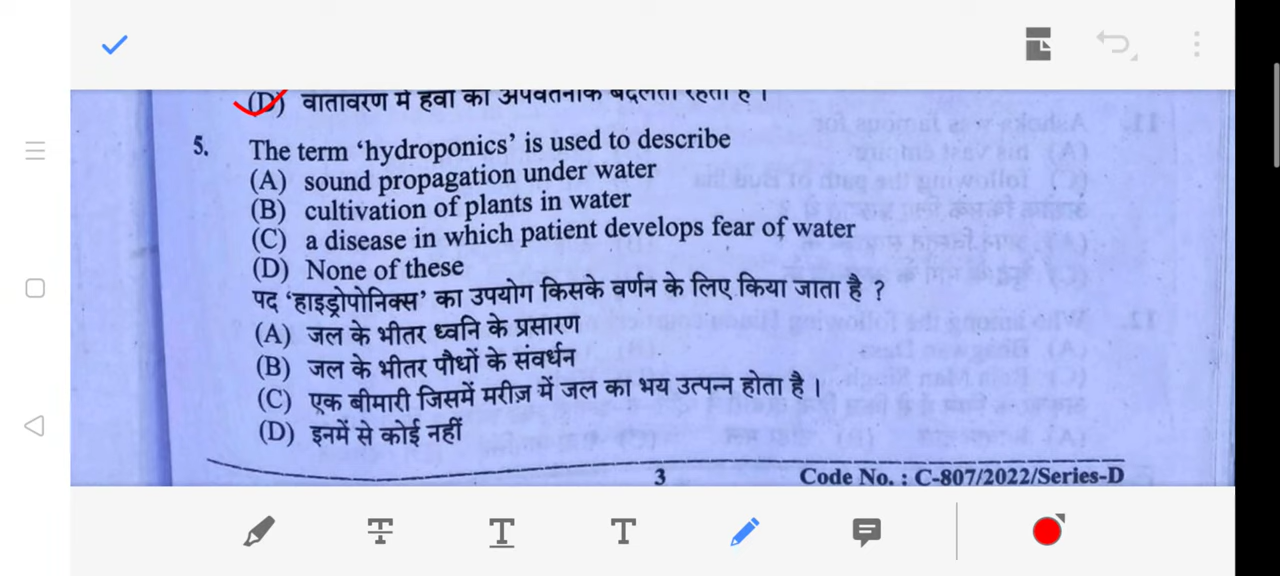 (D) वातावरण में हवा का अपवर्तनांक बदलता रहता है ।
5. The term ‘hydroponics’ is used to describe
(A) sound propagation under water
(B) cultivation of plants in water
(C) a disease in which patient develops fear of water
(D) None of these
पद ‘हाइड्रोपोनिक्स’ का उपयोग किसके वर्णन के लिए किया जाता है ?
(A) जल के भीतर ध्वनि के प्रसारण
(B) जल के भीतर पौधों के संवर्धन
(C) एक बीमारी जिसमें मरीज़ में जल का भय उत्पन्न होता है ।
(D) इनमें से कोई नहीं
3 Code No. : C-807/2022/Series-D